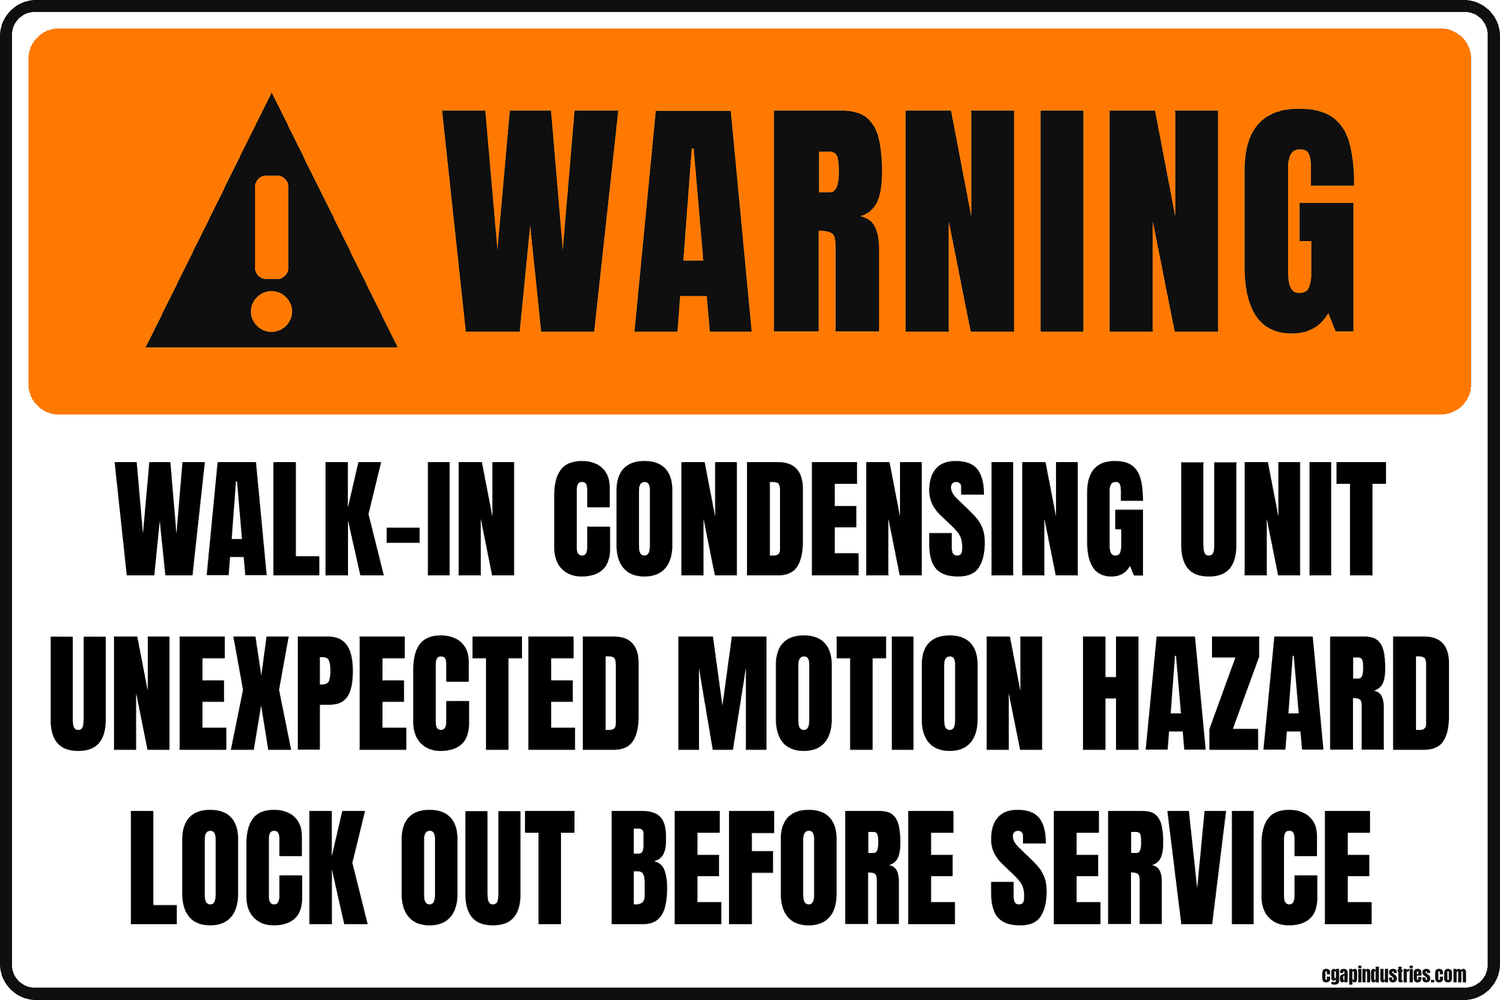 WARNING
WALK-IN CONDENSING UNIT
UNEXPECTED MOTION HAZARD
LOCK OUT BEFORE SERVICE
cgapindustries.com